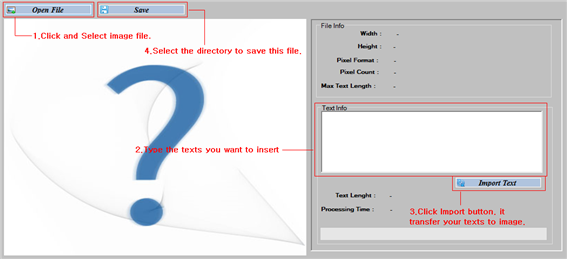 Open File
Save
1.Click and Select image file.
4.Select the directory to save this file.
File Info
Width : -
Height : -
Pixel Format : -
Pixel Count : -
Max Text Length : -
Text Info
2.Type the texts you want to insert
Import Text
Text Lenght : -
Processing Time : -
3.Click Import button, it
transfer your texts to image.